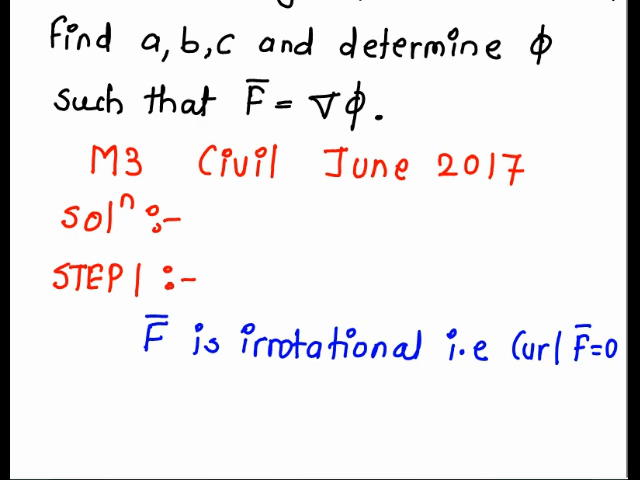 find a, b, c and determine ϕ
such that F̄ = ∇ϕ.
M3 Civil June 2017
Solⁿ :-
STEP 1 :-
F̄ is irrotational i.e Curl F̄=0